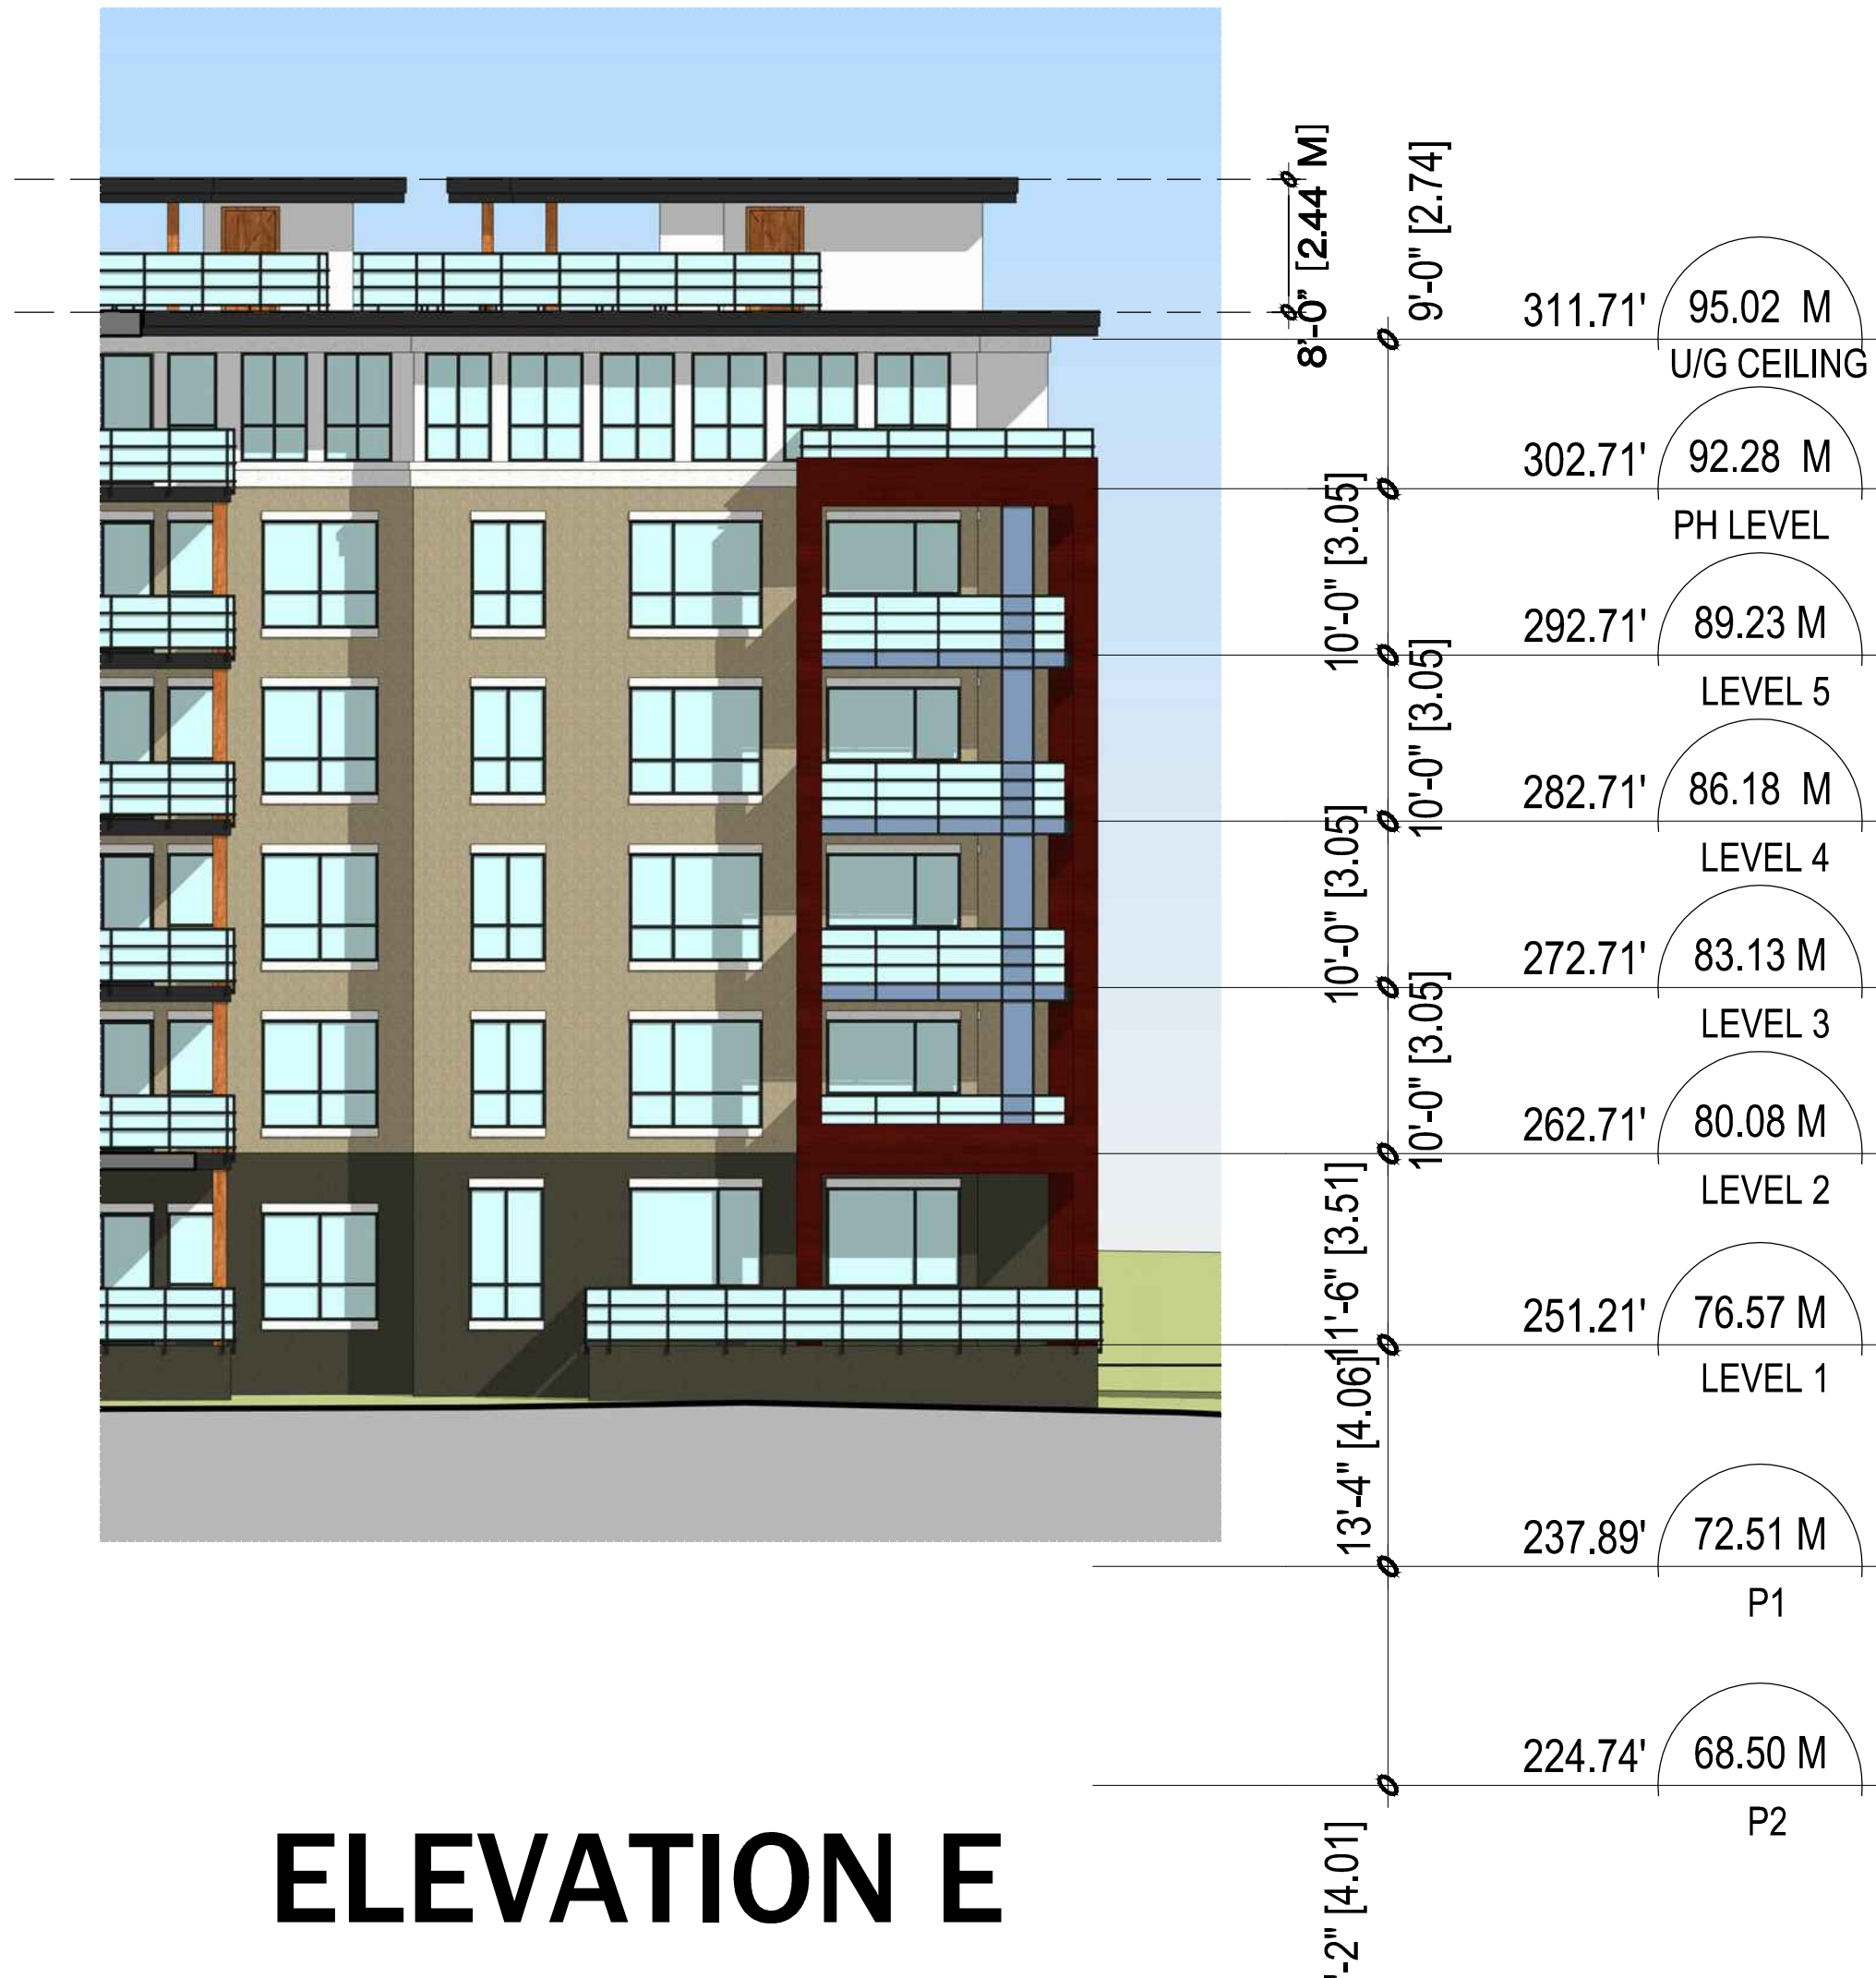 8'-0" [2.44 M]
9'-0" [2.74]
311.71' 95.02 M
U/G CEILING
302.71' 92.28 M
PH LEVEL
10'-0" [3.05]
292.71' 89.23 M
LEVEL 5
10'-0" [3.05]
282.71' 86.18 M
LEVEL 4
10'-0" [3.05]
272.71' 83.13 M
LEVEL 3
10'-0" [3.05]
262.71' 80.08 M
LEVEL 2
11'-6" [3.51]
251.21' 76.57 M
LEVEL 1
13'-4" [4.06]
237.89' 72.51 M
P1
224.74' 68.50 M
P2
'-2" [4.01]
ELEVATION E